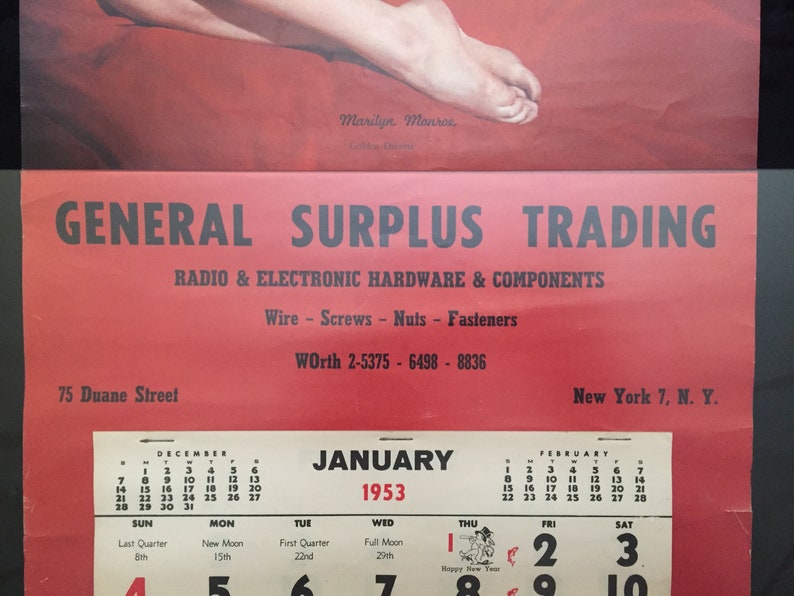 Marilyn Monroe
Golden Dreams
GENERAL SURPLUS TRADING
RADIO & ELECTRONIC HARDWARE & COMPONENTS
Wire - Screws - Nuts - Fasteners
WOrth 2-5375 - 6498 - 8836
75 Duane Street New York 7, N. Y.
DECEMBER
S M T W T F S
1 2 3 4 5 6
7 8 9 10 11 12 13
14 15 16 17 18 19 20
21 22 23 24 25 26 27
28 29 30 31
JANUARY
1953
FEBRUARY
S M T W T F S
1 2 3 4 5 6 7
8 9 10 11 12 13 14
15 16 17 18 19 20 21
22 23 24 25 26 27 28
SUN MON TUE WED THU FRI SAT
Last Quarter
8th
New Moon
15th
First Quarter
22nd
Full Moon
29th
1
Happy New Year
2 3
4 5 6 7 8 9 10